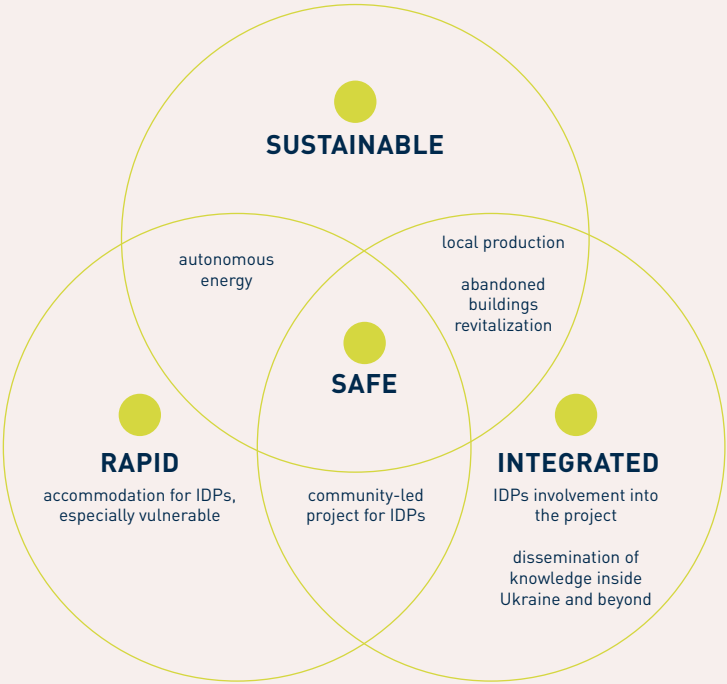 SUSTAINABLE
autonomous
energy
local production
abandoned
buildings
revitalization
SAFE
RAPID
accommodation for IDPs,
especially vulnerable
community-led
project for IDPs
INTEGRATED
IDPs involvement into
the project
dissemination of
knowledge inside
Ukraine and beyond